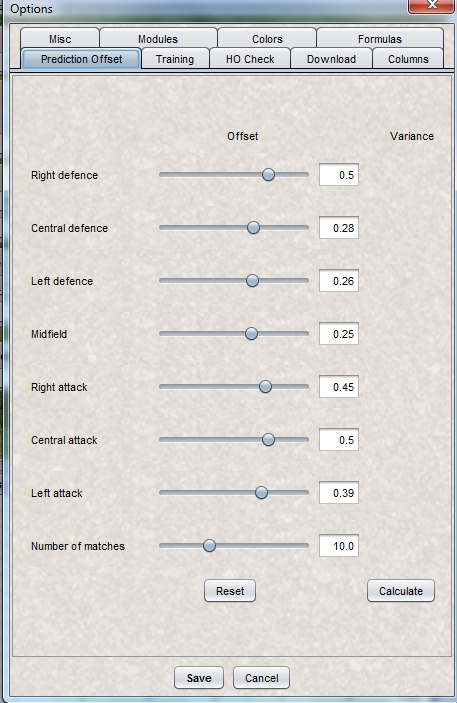 Options
Misc Modules Colors Formulas
Prediction Offset Training HO Check Download Columns
Offset Variance
Right defence 0.5
Central defence 0.28
Left defence 0.26
Midfield 0.25
Right attack 0.45
Central attack 0.5
Left attack 0.39
Number of matches 10.0
Reset Calculate
Save Cancel